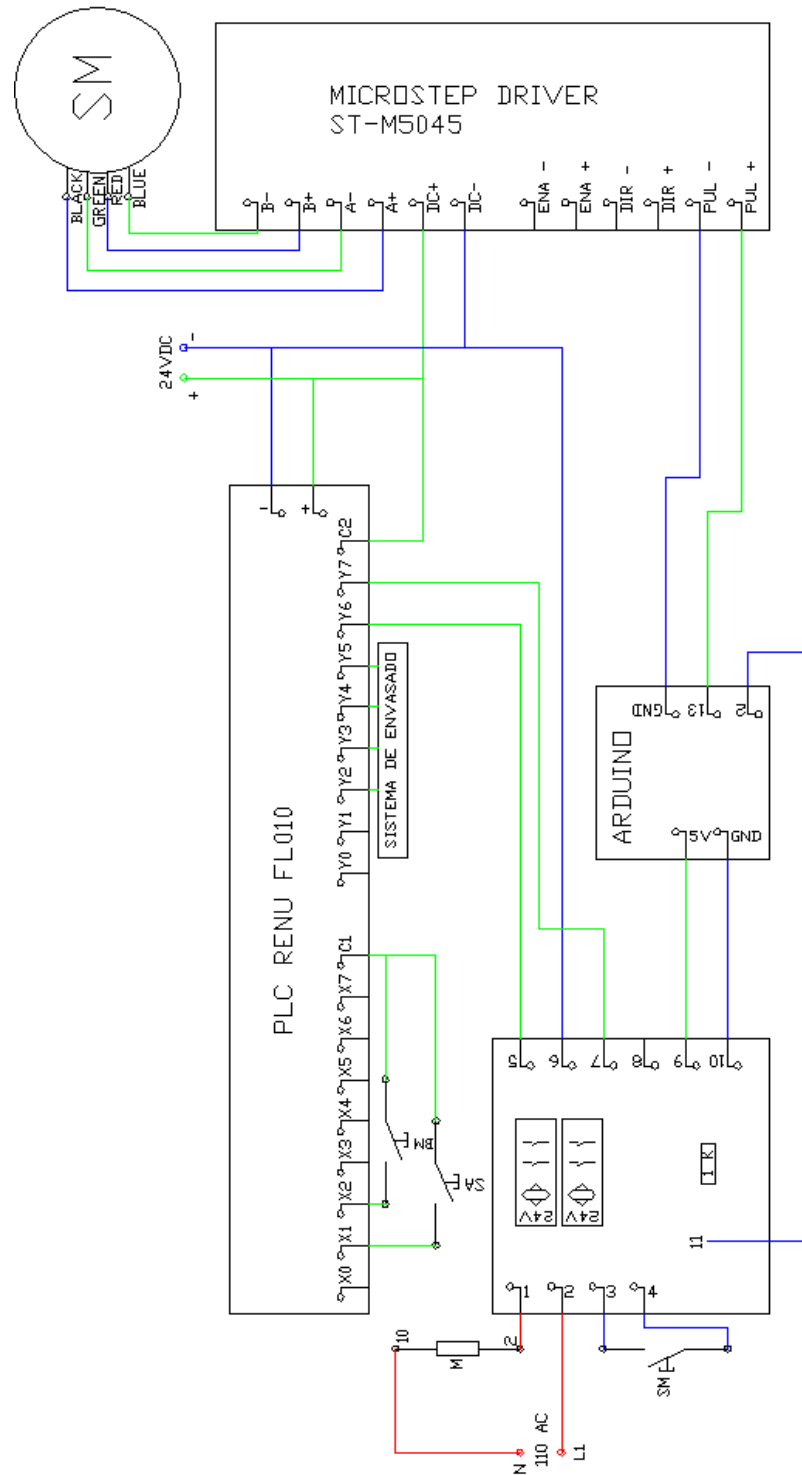 SM
BLACK
GREEN
RED
BLUE
MICROSTEP DRIVER
ST-M5045
B-
B+
A-
A+
DC+
DC-
ENA -
ENA +
DIR -
DIR +
PUL -
PUL +
24VDC
-
+
PLC RENU FL010
-
+
X0
X1
X2
X3
X4
X5
X6
X7
C1
Y0
Y1
Y2
Y3
Y4
Y5
Y6
Y7
C2
SISTEMA DE ENVASADO
BM
SA
ARDUINO
GND
13
2
5V
GND
5
6
7
8
9
10
24V
24V
1 K
11
1
2
3
4
10
M
2
N
110 AC
L1
SM